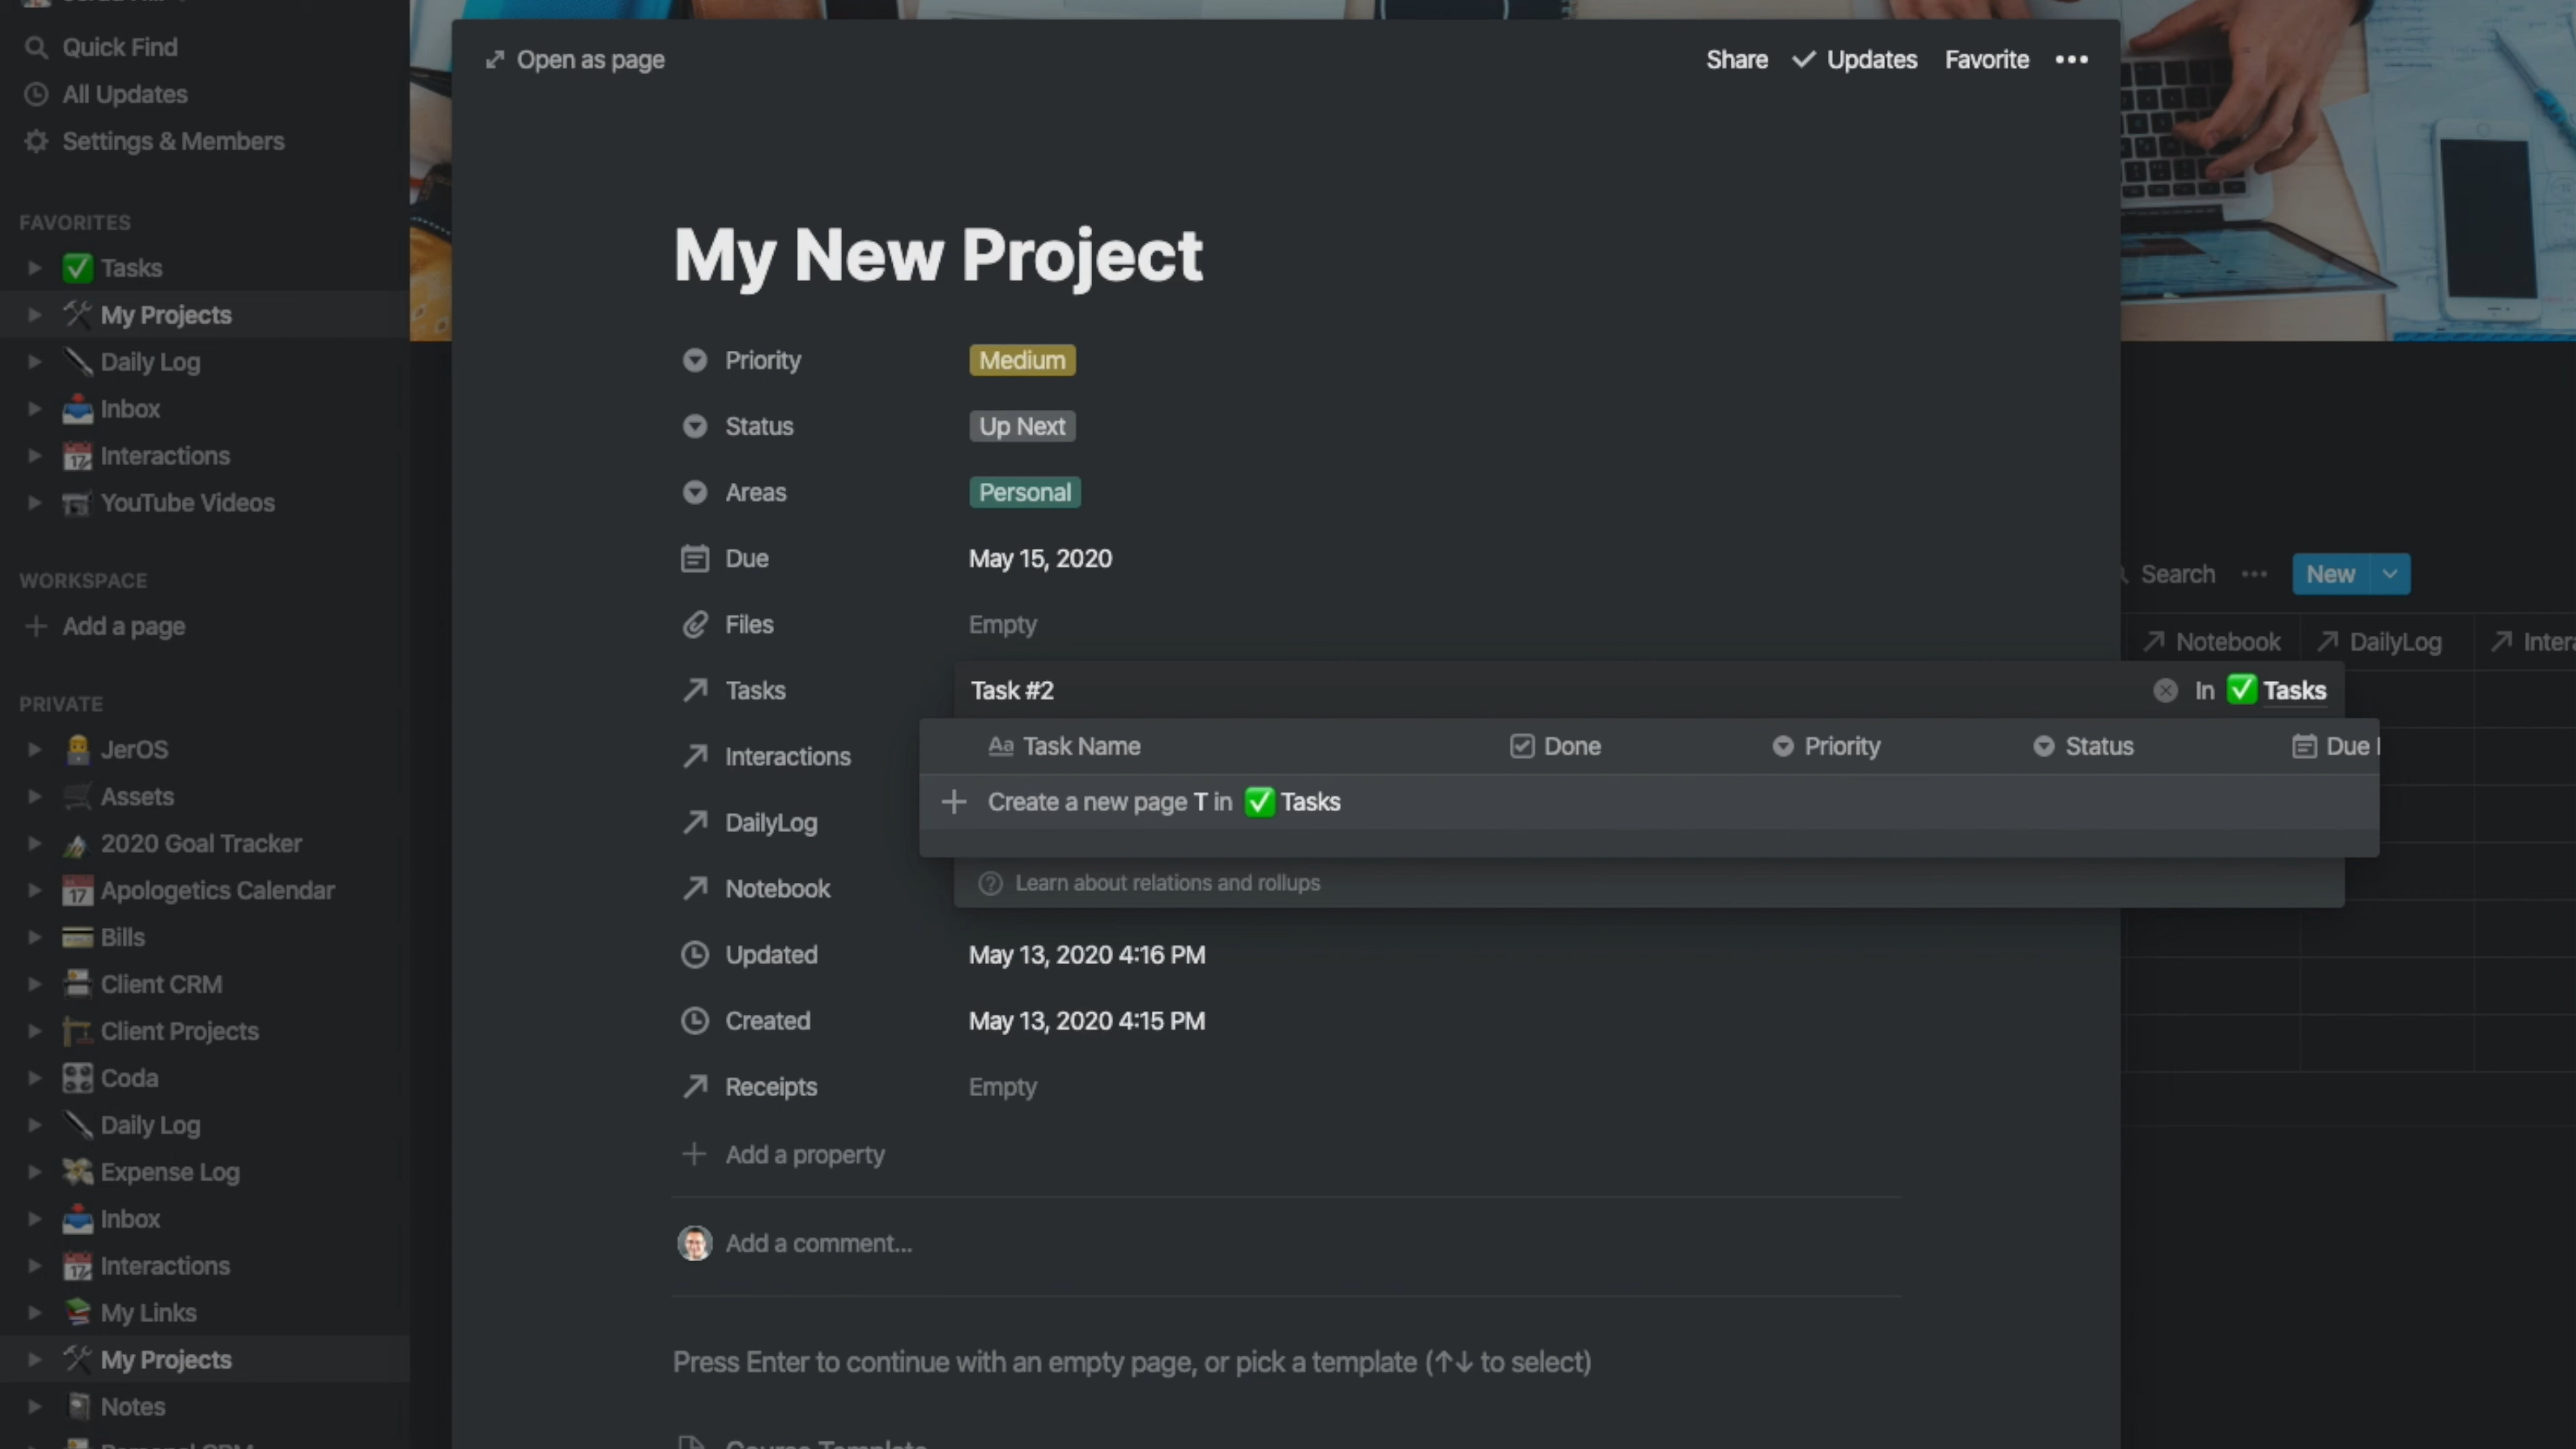 Quick Find
All Updates
Settings & Members
FAVORITES
Tasks
My Projects
Daily Log
Inbox
Interactions
YouTube Videos
WORKSPACE
Add a page
PRIVATE
JerOS
Assets
2020 Goal Tracker
Apologetics Calendar
Bills
Client CRM
Client Projects
Coda
Daily Log
Expense Log
Inbox
Interactions
My Links
My Projects
Notes
Open as page
Share Updates Favorite
My New Project
Priority Medium
Status Up Next
Areas Personal
Due May 15, 2020
Files Empty
Tasks Task #2 In Tasks
Aa Task Name Done Priority Status Due
Create a new page T in Tasks
Learn about relations and rollups
Interactions
DailyLog
Notebook
Updated May 13, 2020 4:16 PM
Created May 13, 2020 4:15 PM
Receipts Empty
Add a property
Add a comment...
Press Enter to continue with an empty page, or pick a template (↑↓ to select)
Search New
Notebook DailyLog Inter